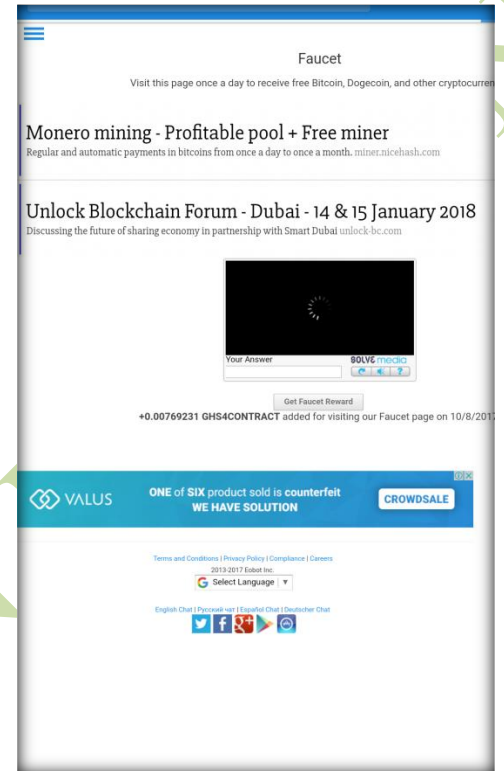 Faucet
Visit this page once a day to receive free Bitcoin, Dogecoin, and other cryptocurren
Monero mining - Profitable pool + Free miner
Regular and automatic payments in bitcoins from once a day to once a month. miner.nicehash.com
Unlock Blockchain Forum - Dubai - 14 & 15 January 2018
Discussing the future of sharing economy in partnership with Smart Dubai unlock-bc.com
Your Answer
SOLVE media
Get Faucet Reward
+0.00769231 GHS4CONTRACT added for visiting our Faucet page on 10/8/2017
VALUS
ONE of SIX product sold is counterfeit
WE HAVE SOLUTION
CROWDSALE
Terms and Conditions | Privacy Policy | Compliance | Careers
2013-2017 Eobot Inc.
G Select Language ▼
English Chat | Русский чат | Español Chat | Deutscher Chat